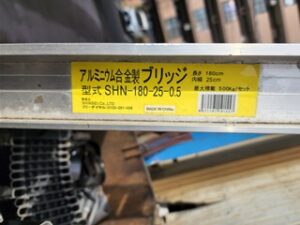 アルミニウム合金製ブリッジ
型式 SHN-180-25-0.5
長さ 180cm
内幅 25cm
最大積載 500kg/セット
MADE IN CHINA